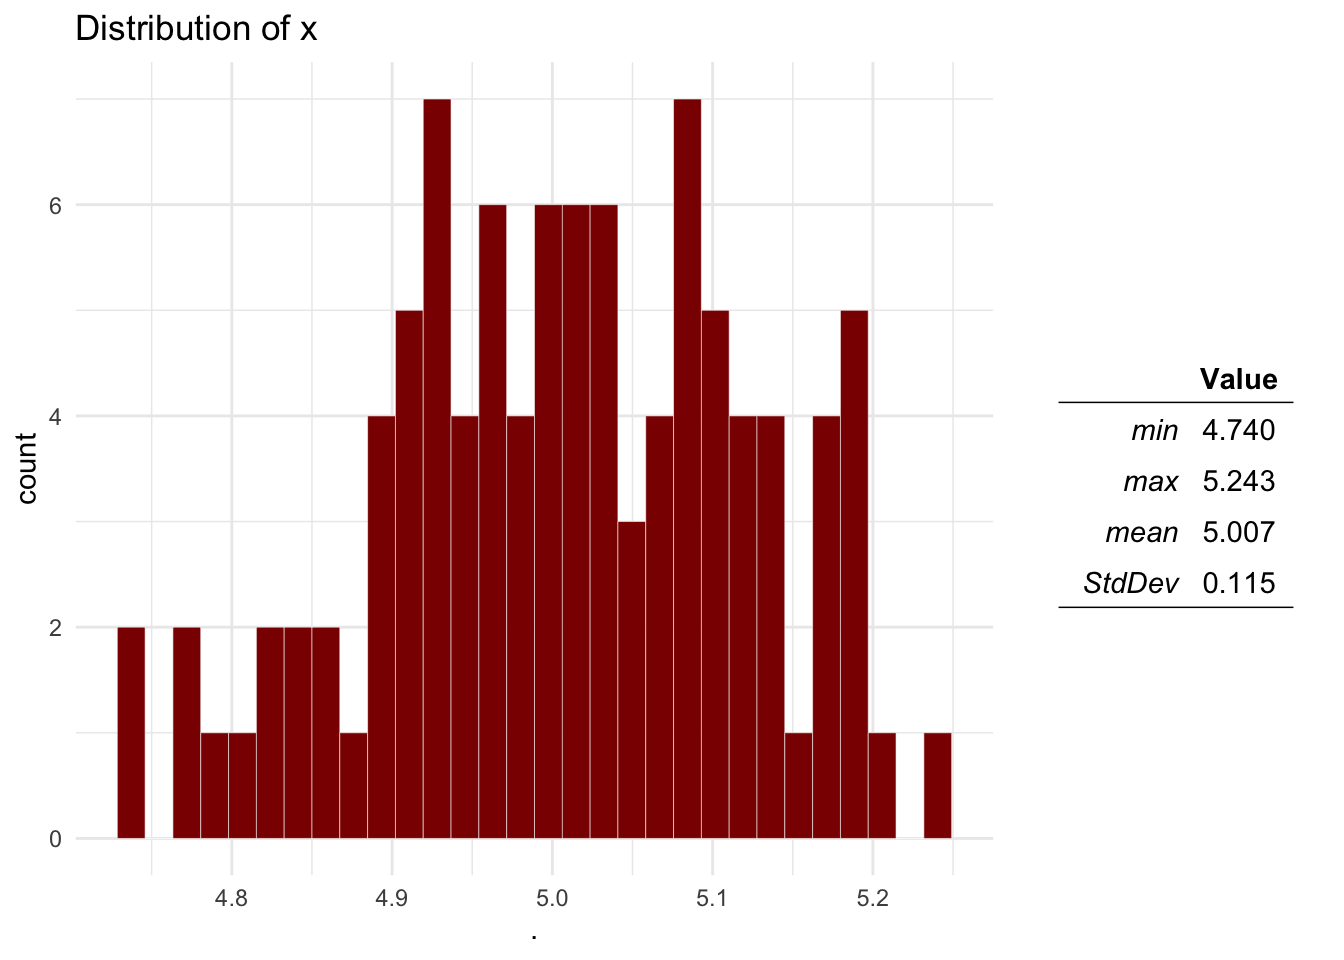 Distribution of x
6
4
2
0
count
4.8 4.9 5.0 5.1 5.2
.
Value
min 4.740
max 5.243
mean 5.007
StdDev 0.115